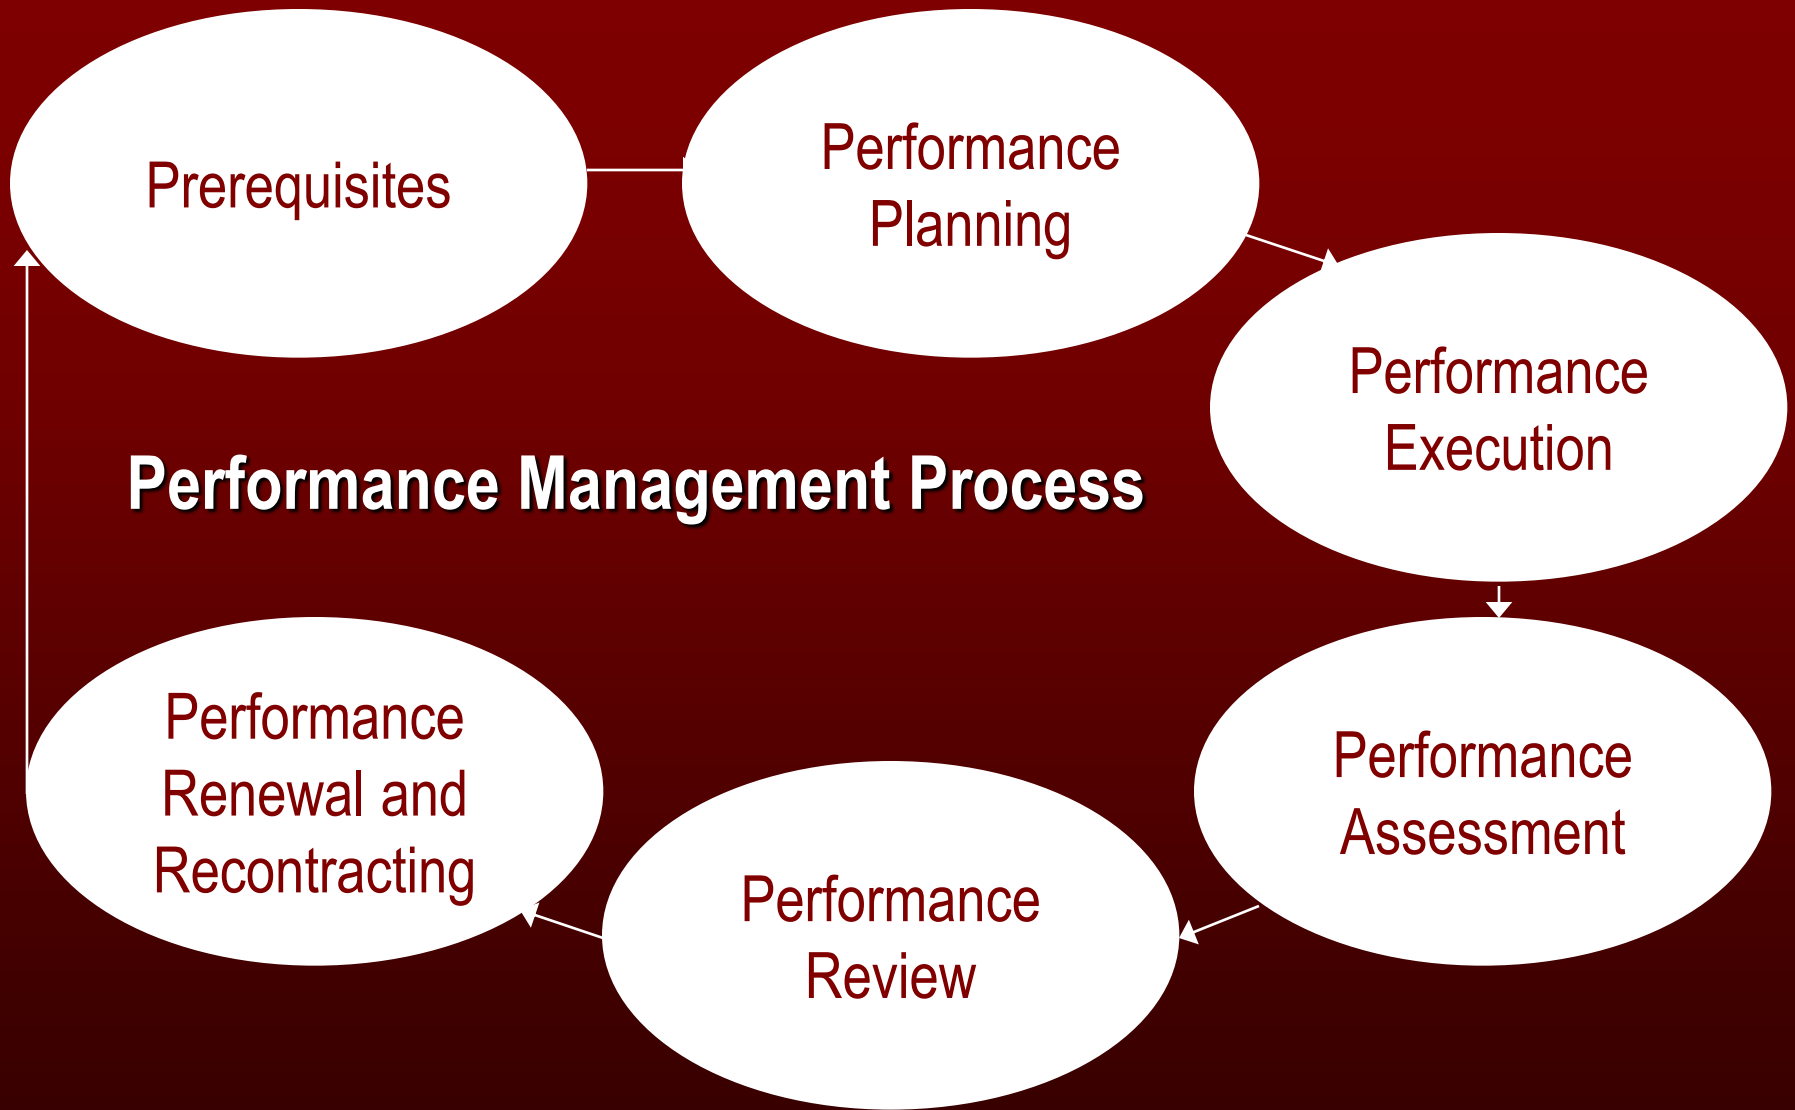 Prerequisites
Performance
Planning
Performance
Execution
Performance Management Process
Performance
Assessment
Performance
Review
Performance
Renewal and
Recontracting